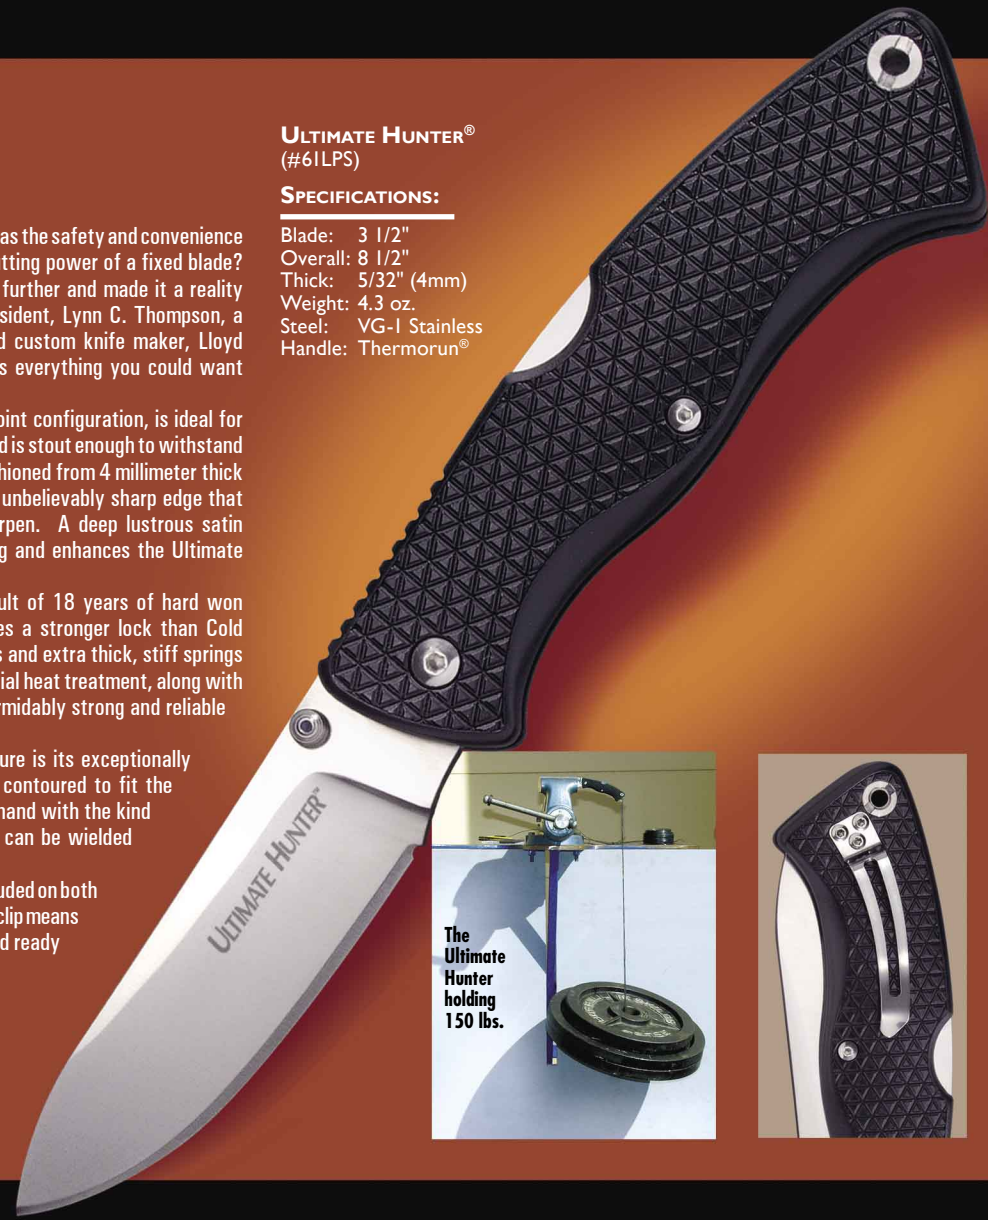 as the safety and convenience
tting power of a fixed blade?
further and made it a reality
sident, Lynn C. Thompson, a
d custom knife maker, Lloyd
s everything you could want
oint configuration, is ideal for
d is stout enough to withstand
hioned from 4 millimeter thick
unbelievably sharp edge that
rpen. A deep lustrous satin
g and enhances the Ultimate
ult of 18 years of hard won
es a stronger lock than Cold
s and extra thick, stiff springs
ial heat treatment, along with
rmidably strong and reliable
ure is its exceptionally
contoured to fit the
hand with the kind
can be wielded
uded on both
clip means
d ready
ULTIMATE HUNTER®
(#61LPS)
SPECIFICATIONS:
Blade: 3 1/2"
Overall: 8 1/2"
Thick: 5/32" (4mm)
Weight: 4.3 oz.
Steel: VG-1 Stainless
Handle: Thermorun®
ULTIMATE HUNTER™
The
Ultimate
Hunter
holding
150 lbs.